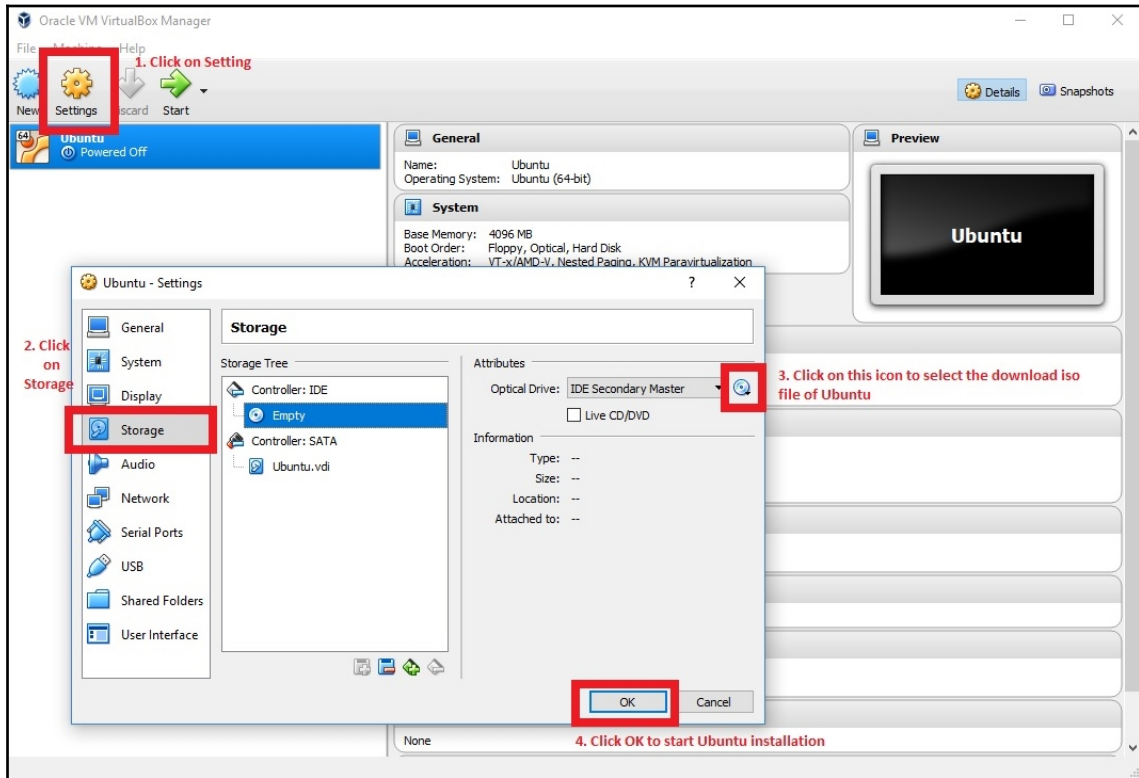 Oracle VM VirtualBox Manager
File Machine Help
1. Click on Setting
New Settings iscard Start
Details Snapshots
64 Ubuntu
Powered Off
General
Name: Ubuntu
Operating System: Ubuntu (64-bit)
System
Base Memory: 4096 MB
Boot Order: Floppy, Optical, Hard Disk
Acceleration: VT-x/AMD-V, Nested Paging, KVM Paravirtualization
Preview
Ubuntu
Ubuntu - Settings
?
2. Click
on
Storage
General
System
Display
Storage
Audio
Network
Serial Ports
USB
Shared Folders
User Interface
Storage
Storage Tree
Controller: IDE
Empty
Controller: SATA
Ubuntu.vdi
Attributes
Optical Drive: IDE Secondary Master
Live CD/DVD
Information
Type: --
Size: --
Location: --
Attached to: --
3. Click on this icon to select the download iso
file of Ubuntu
OK Cancel
None
4. Click OK to start Ubuntu installation